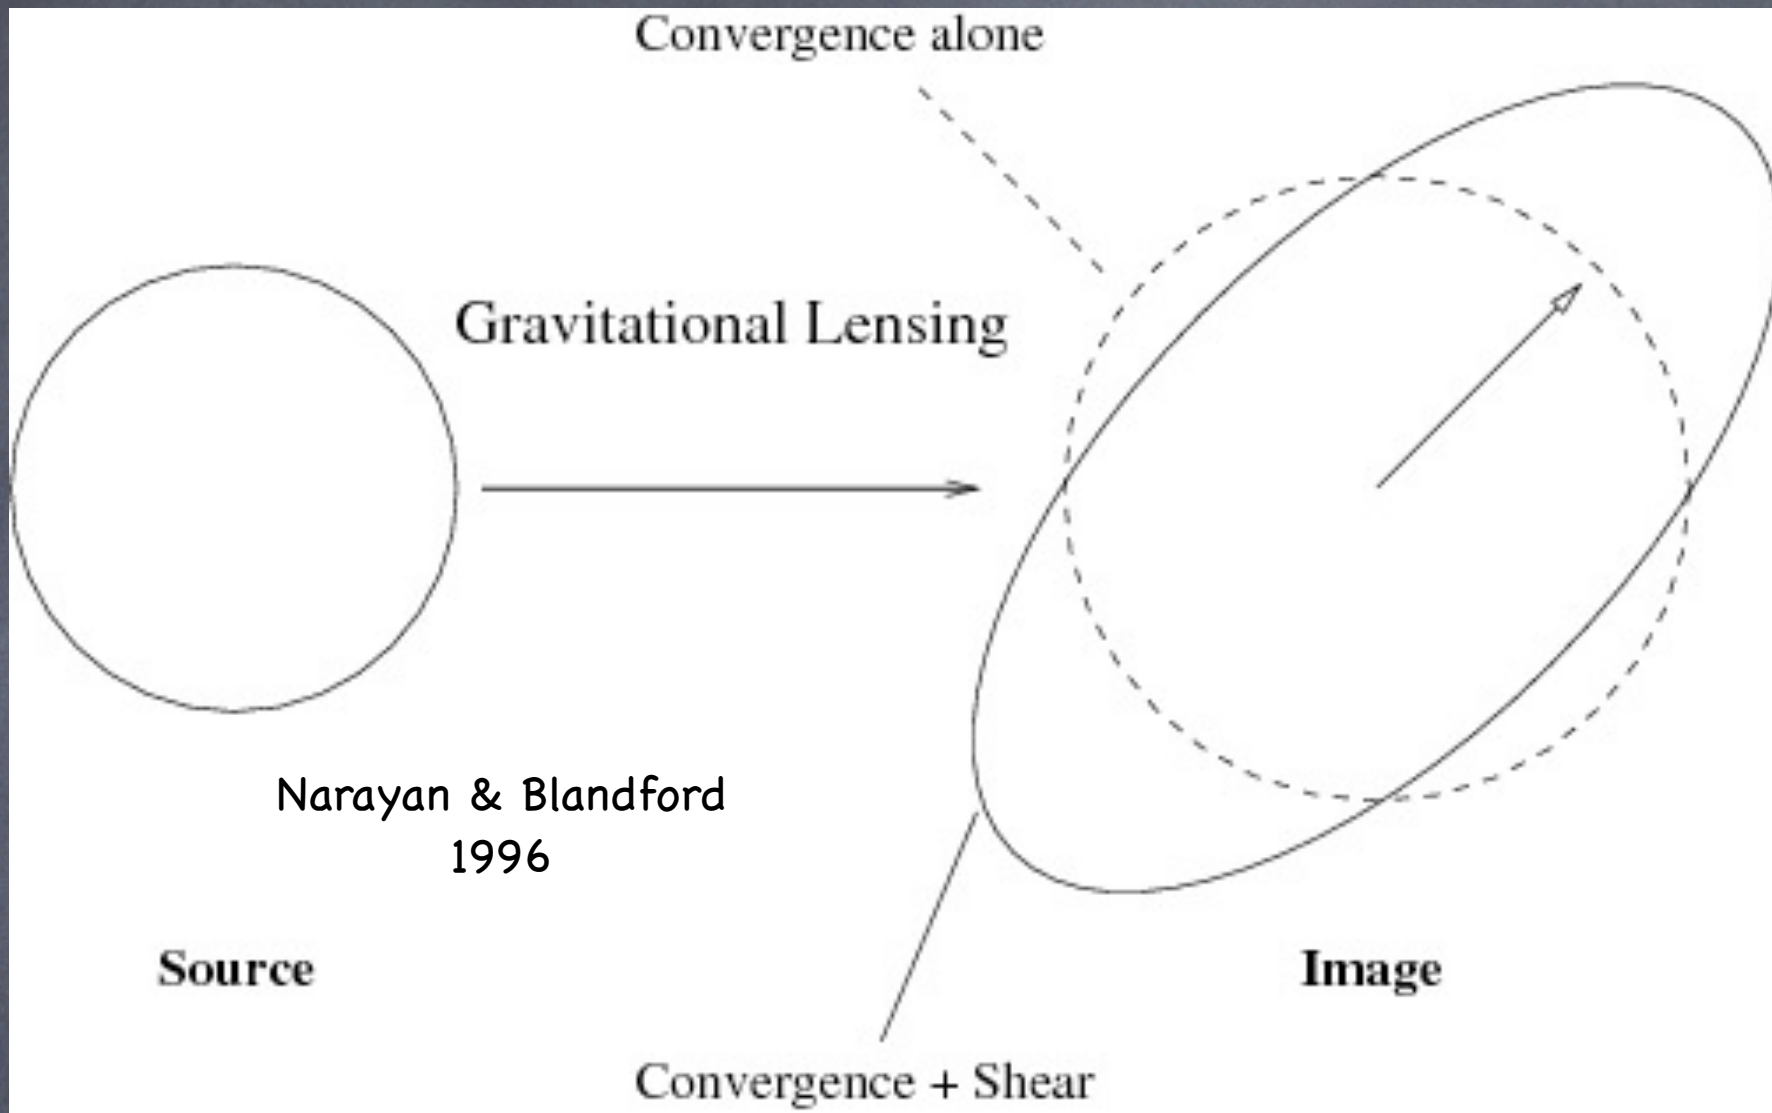 Convergence alone
Gravitational Lensing
Narayan & Blandford
1996
Source
Image
Convergence + Shear